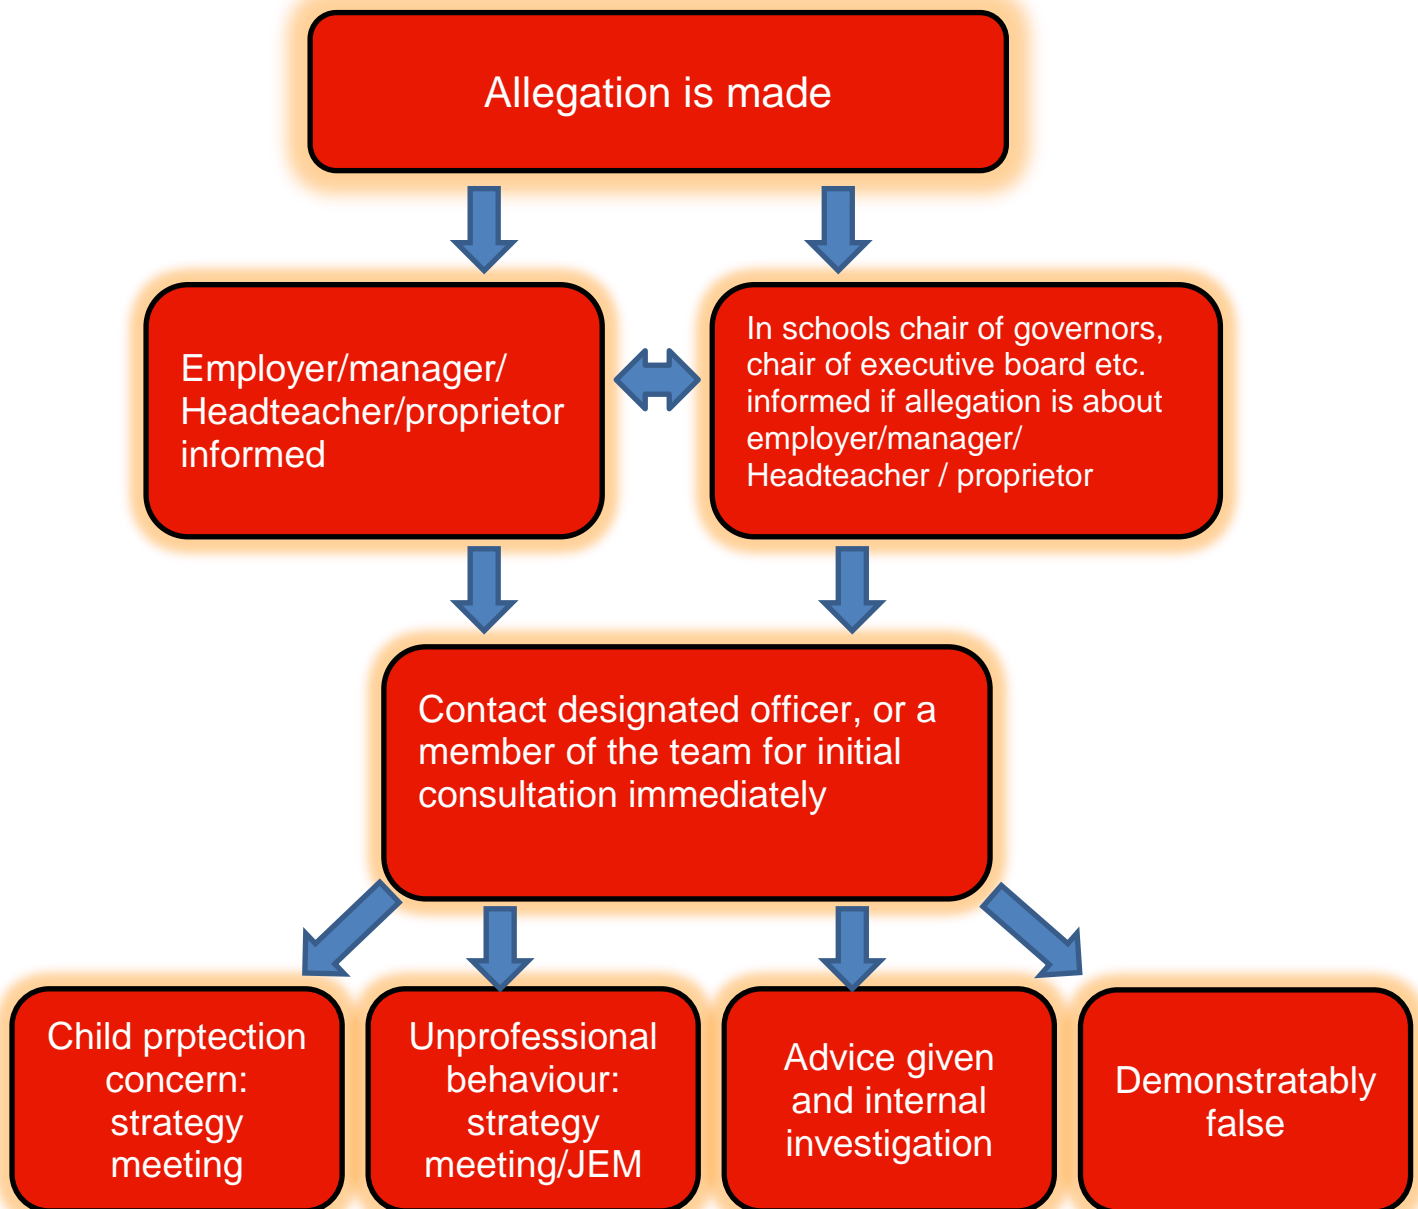 Allegation is made
Employer/manager/
Headteacher/proprietor
informed
In schools chair of governors,
chair of executive board etc.
informed if allegation is about
employer/manager/
Headteacher / proprietor
Contact designated officer, or a
member of the team for initial
consultation immediately
Child prptection
concern:
strategy
meeting
Unprofessional
behaviour:
strategy
meeting/JEM
Advice given
and internal
investigation
Demonstratably
false